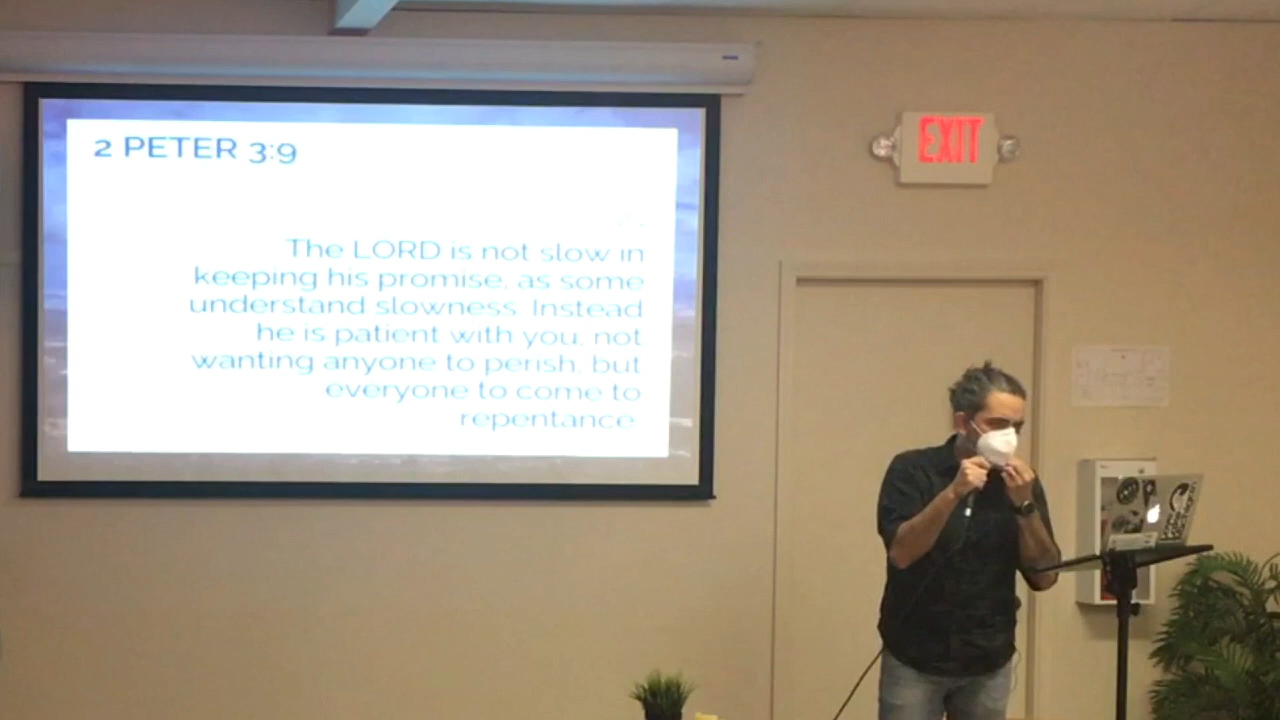 2 PETER 3:9
The LORD is not slow in
keeping his promise, as some
understand slowness. Instead
he is patient with you, not
wanting anyone to perish, but
everyone to come to
repentance.
EXIT